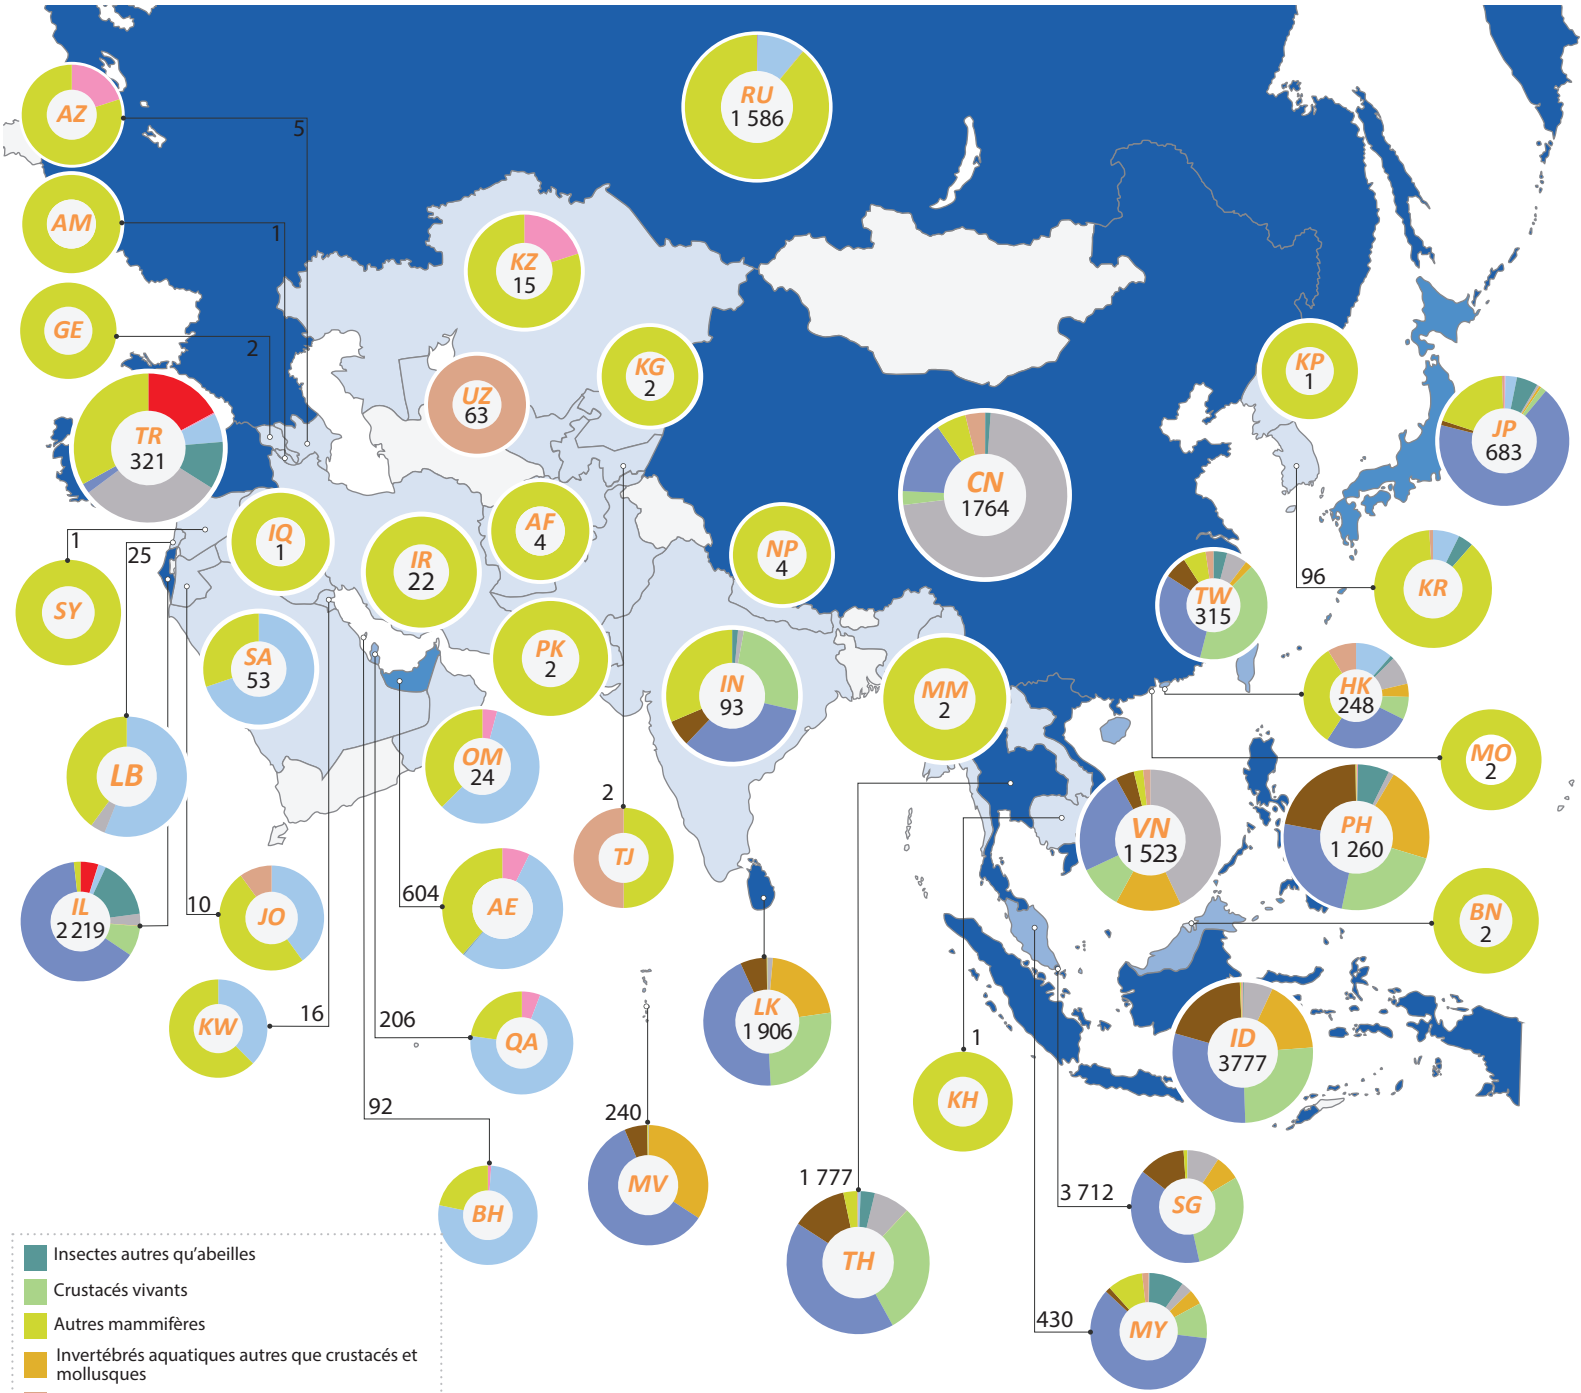 RU
1 586
AZ
5
AM
1
GE
2
KZ
15
KG
2
UZ
63
KP
1
TR
321
JP
683
CN
1764
IQ
1
IR
22
AF
4
NP
4
1
25
SY
96
KR
TW
315
SA
53
PK
2
IN
93
MM
2
HK
248
MO
2
LB
OM
24
2
TJ
VN
1 523
PH
1 260
IL
2 219
10
JO
604
AE
BN
2
KW
16
206
QA
LK
1 906
1
KH
ID
3777
92
BH
240
MV
1 777
TH
3 712
SG
430
MY
Insectes autres qu'abeilles
Crustacés vivants
Autres mammifères
Invertébrés aquatiques autres que crustacés et
mollusques